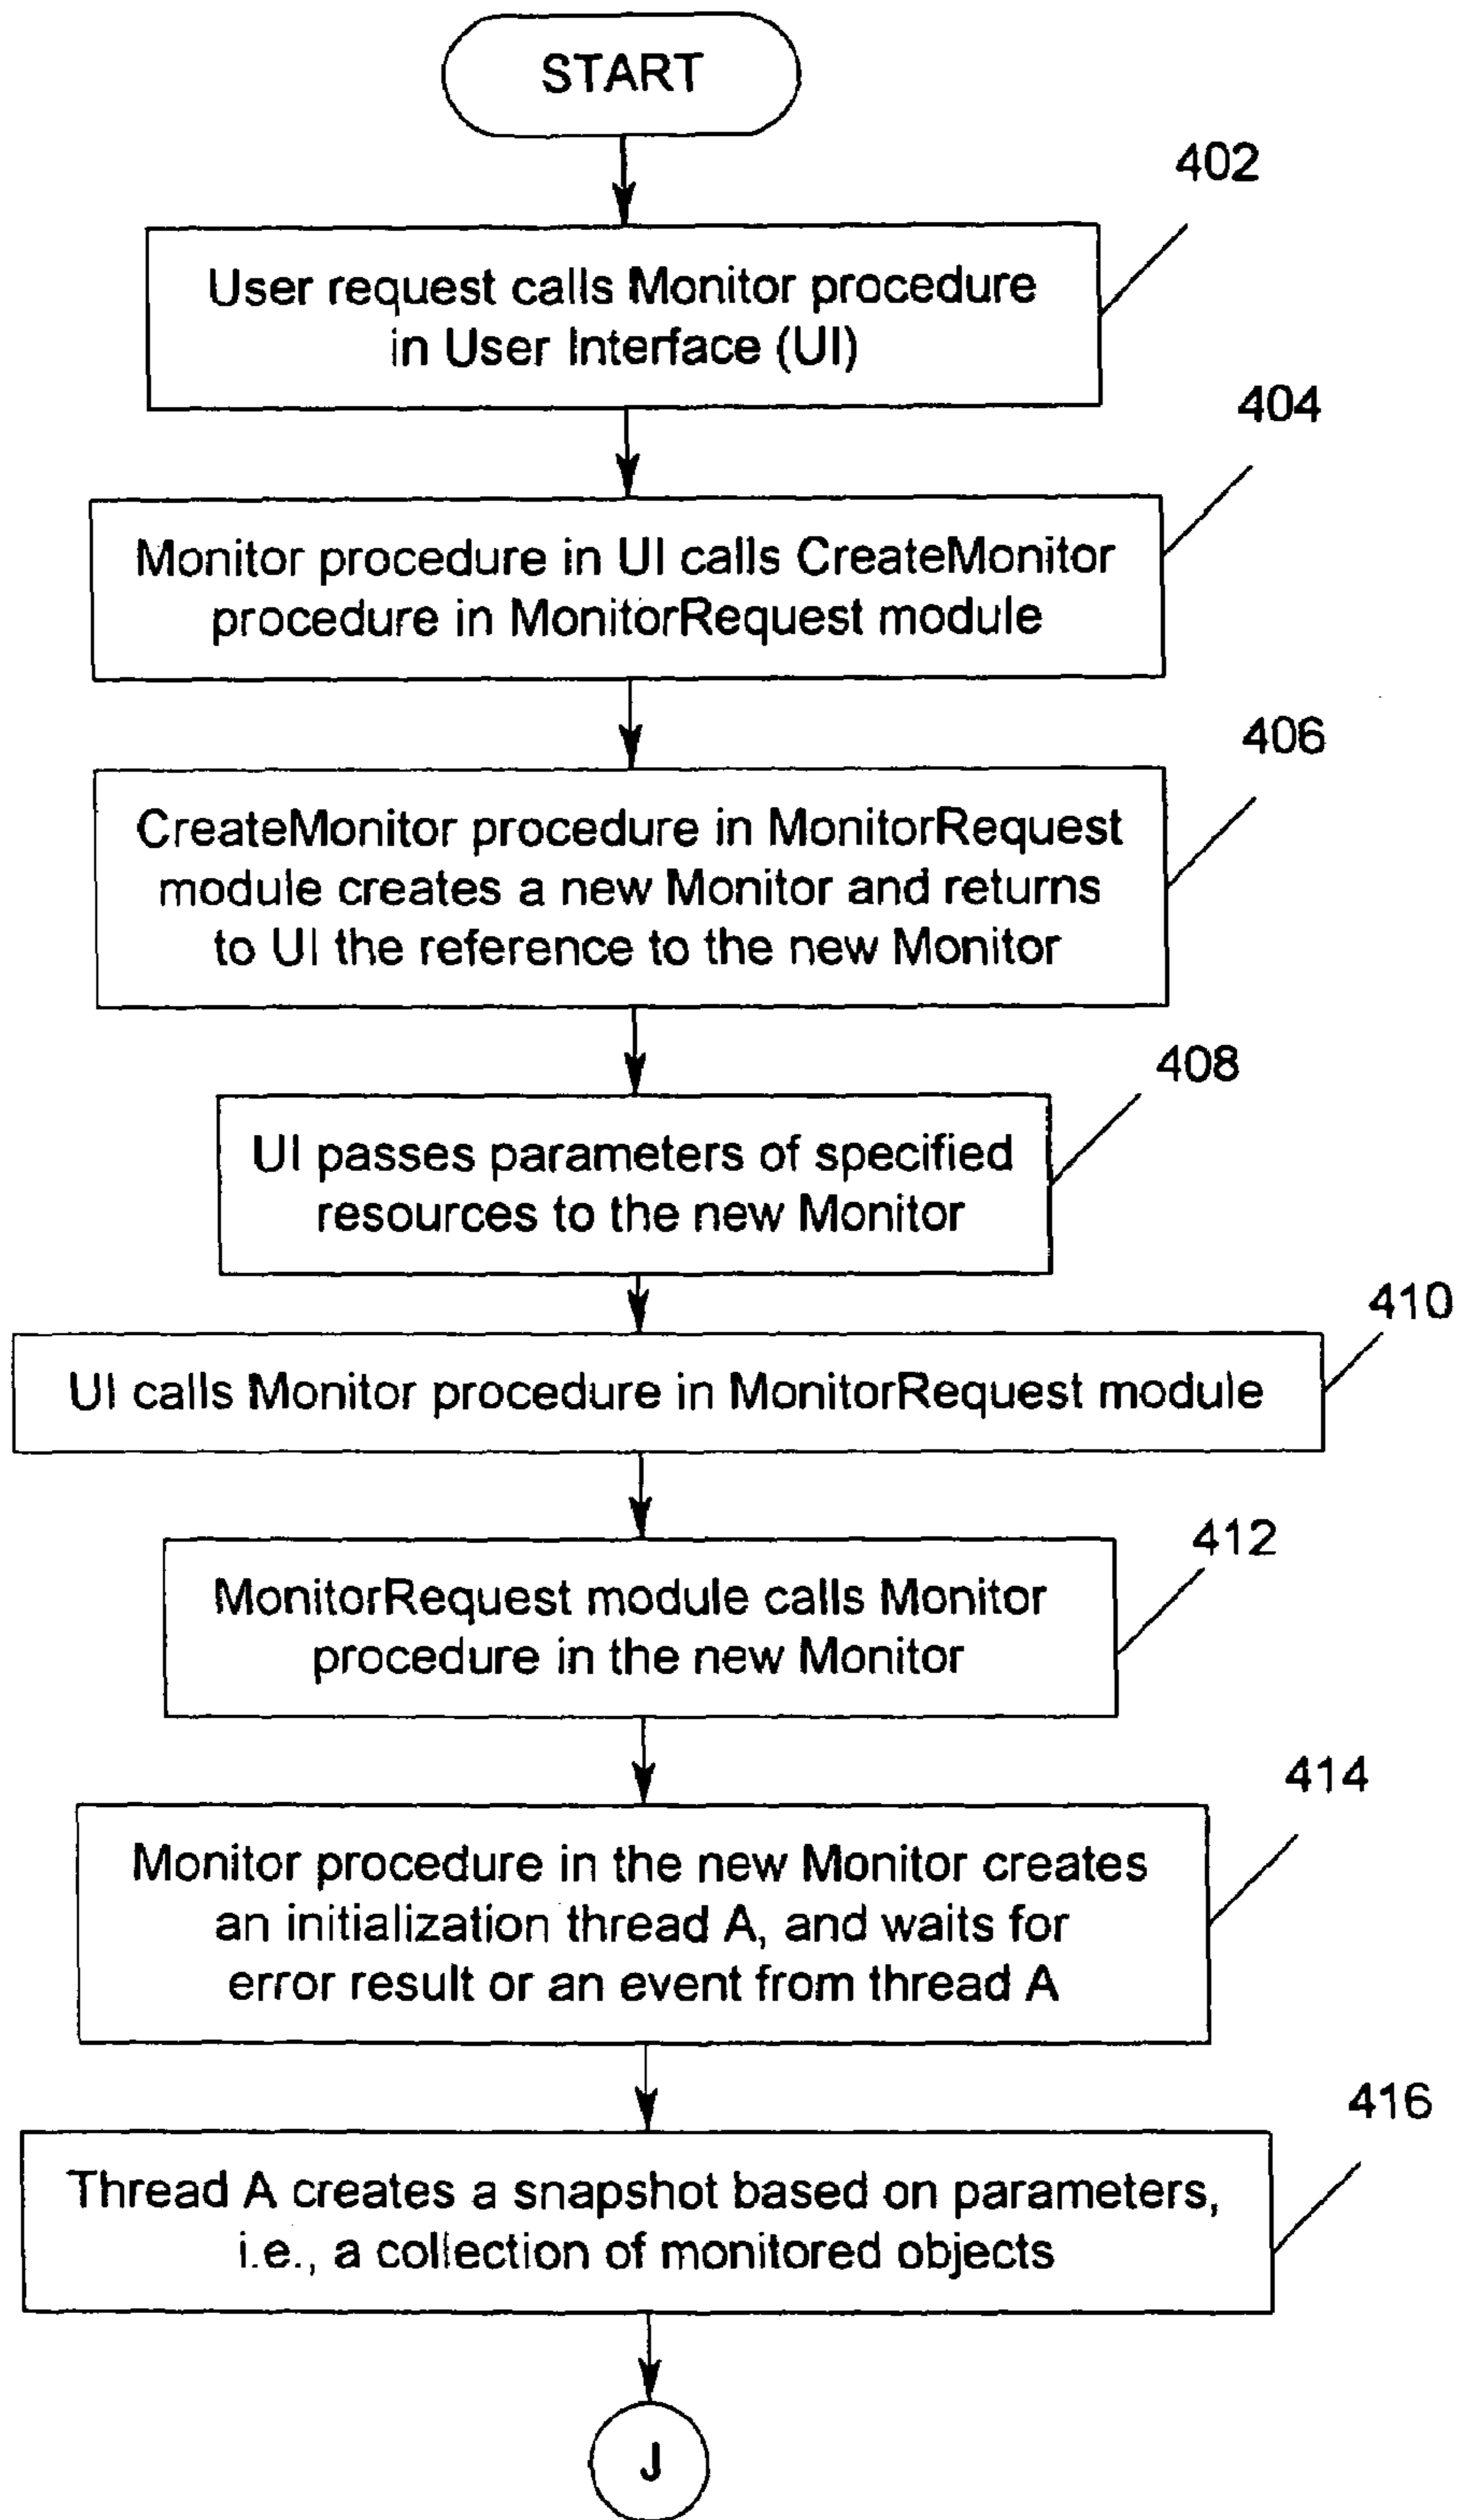 START
402
User request calls Monitor procedure
in User Interface (UI)
404
Monitor procedure in UI calls CreateMonitor
procedure in MonitorRequest module
406
CreateMonitor procedure in MonitorRequest
module creates a new Monitor and returns
to UI the reference to the new Monitor
408
UI passes parameters of specified
resources to the new Monitor
410
UI calls Monitor procedure in MonitorRequest module
412
MonitorRequest module calls Monitor
procedure in the new Monitor
414
Monitor procedure in the new Monitor creates
an initialization thread A, and waits for
error result or an event from thread A
416
Thread A creates a snapshot based on parameters,
i.e., a collection of monitored objects
J